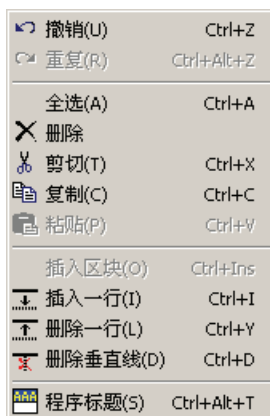 撤销(U) Ctrl+Z
重复(R) Ctrl+Alt+Z
全选(A) Ctrl+A
删除
剪切(T) Ctrl+X
复制(C) Ctrl+C
粘贴(P) Ctrl+V
插入区块(O) Ctrl+Ins
插入一行(I) Ctrl+I
删除一行(L) Ctrl+Y
删除垂直线(D) Ctrl+D
AAA 程序标题(S) Ctrl+Alt+T